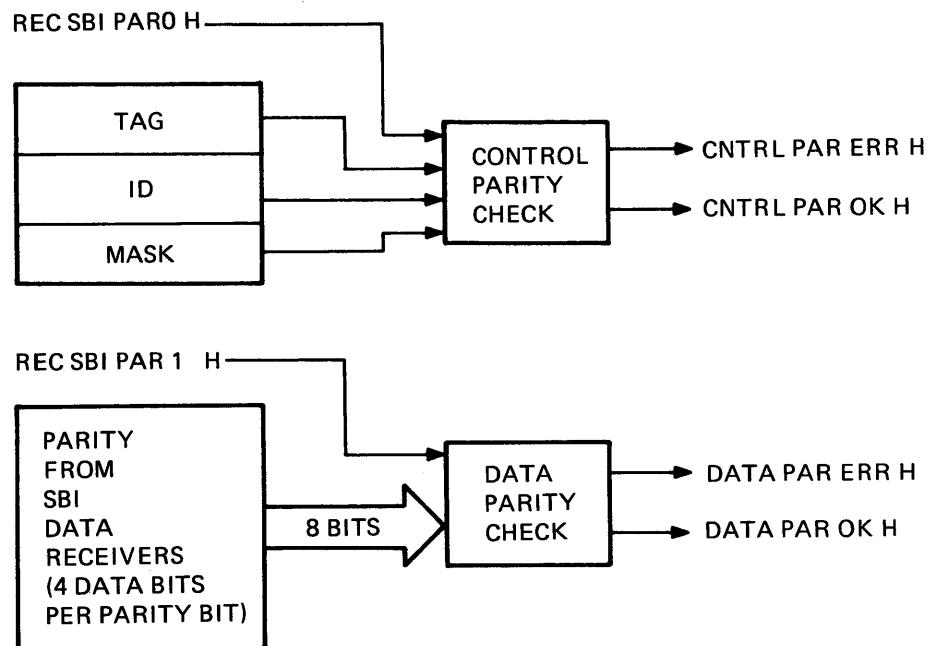 REC SBI PAR0 H
TAG
ID
MASK
CONTROL
PARITY
CHECK
CNTRL PAR ERR H
CNTRL PAR OK H
REC SBI PAR 1 H
PARITY
FROM
SBI
DATA
RECEIVERS
(4 DATA BITS
PER PARITY BIT)
8 BITS
DATA
PARITY
CHECK
DATA PAR ERR H
DATA PAR OK H